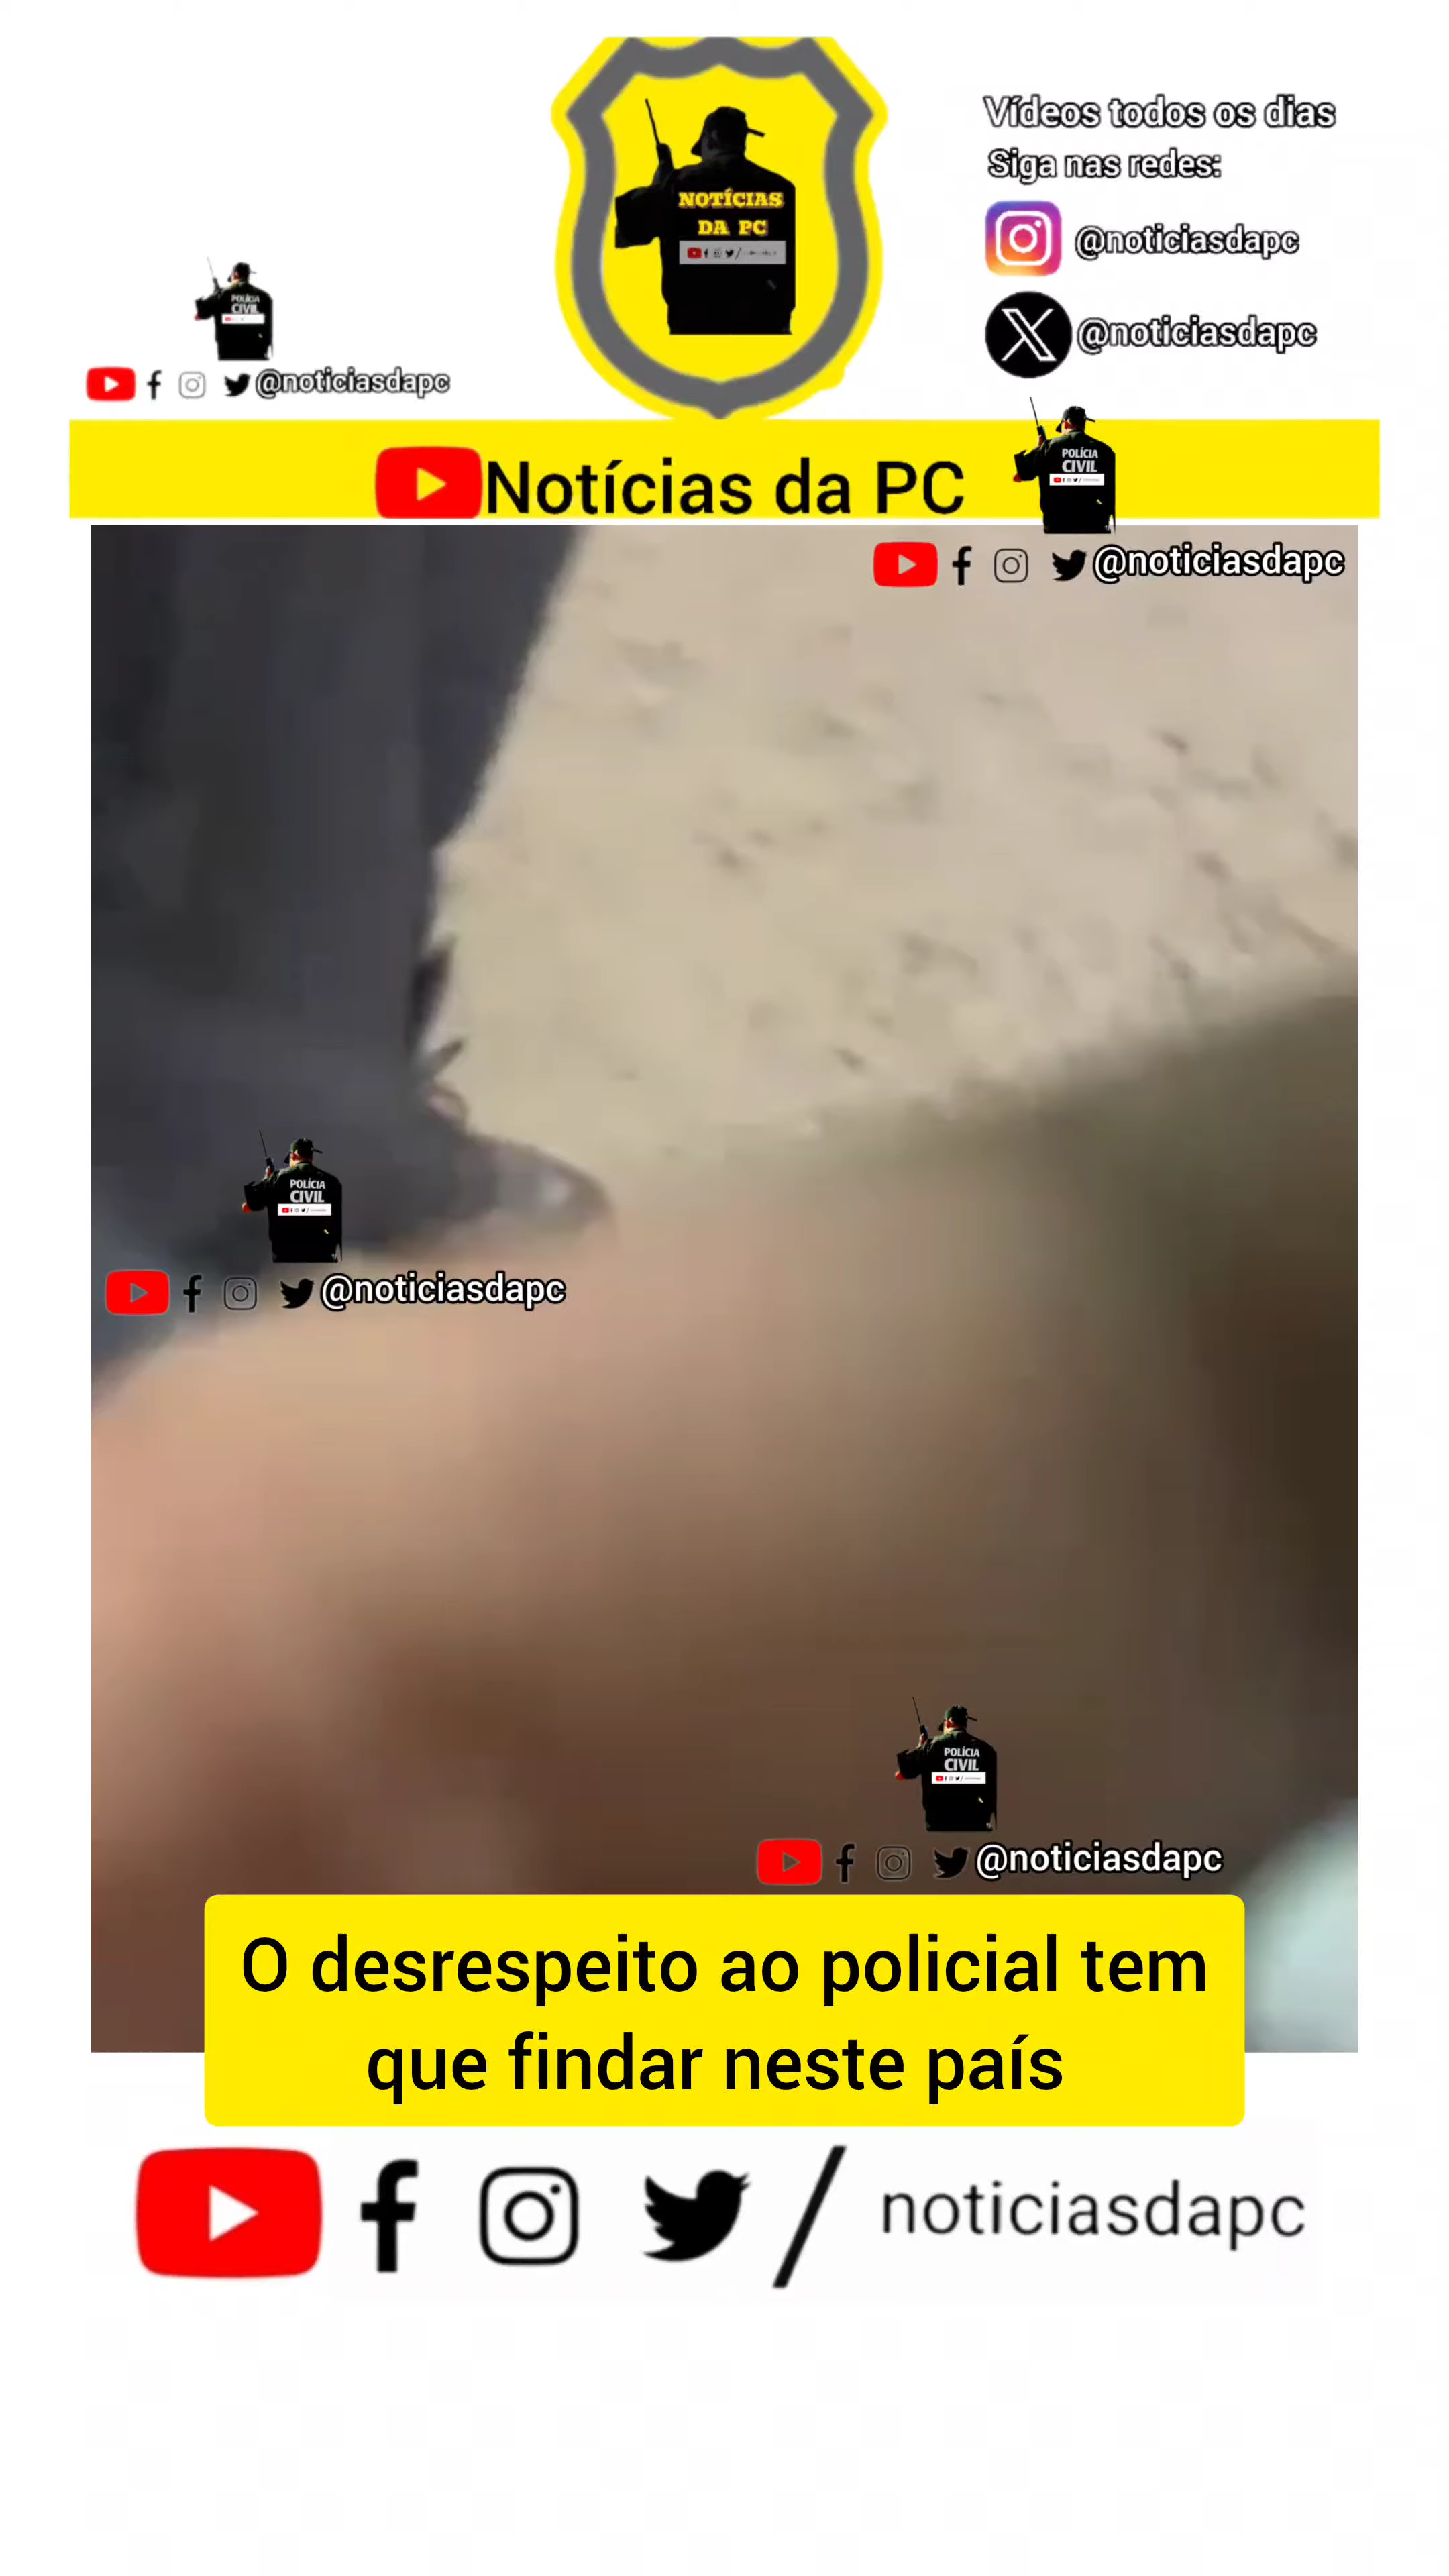 Vídeos todos os dias
Siga nas redes:
@noticiasdapc
@noticiasdapc
NOTÍCIAS
DA PC
POLÍCIA
CIVIL
@noticiasdapc
Notícias da PC
POLÍCIA
CIVIL
@noticiasdapc
POLÍCIA
CIVIL
@noticiasdapc
POLÍCIA
CIVIL
@noticiasdapc
O desrespeito ao policial tem
que findar neste país
/ noticiasdapc